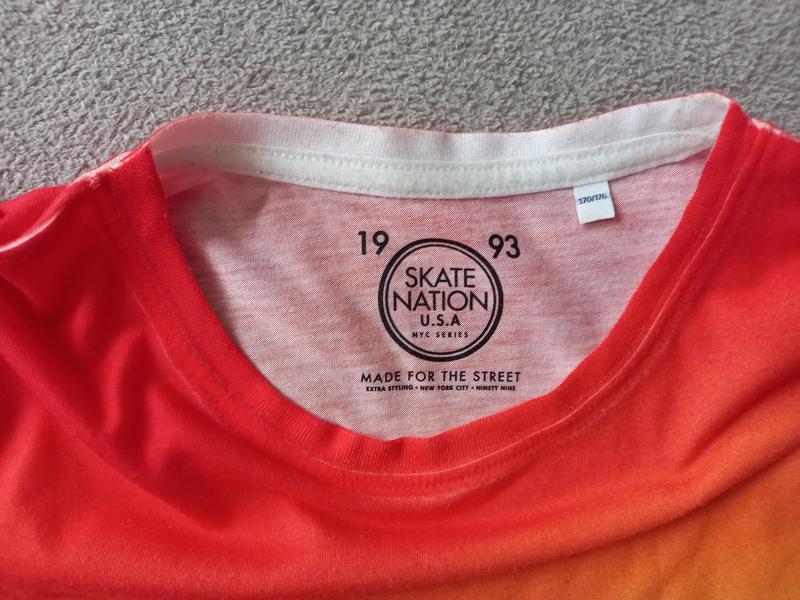 170/176
19 93
SKATE
NATION
U.S.A
NYC SERIES
MADE FOR THE STREET
EXTRA STYLING • NEW YORK CITY • NINETY NINE